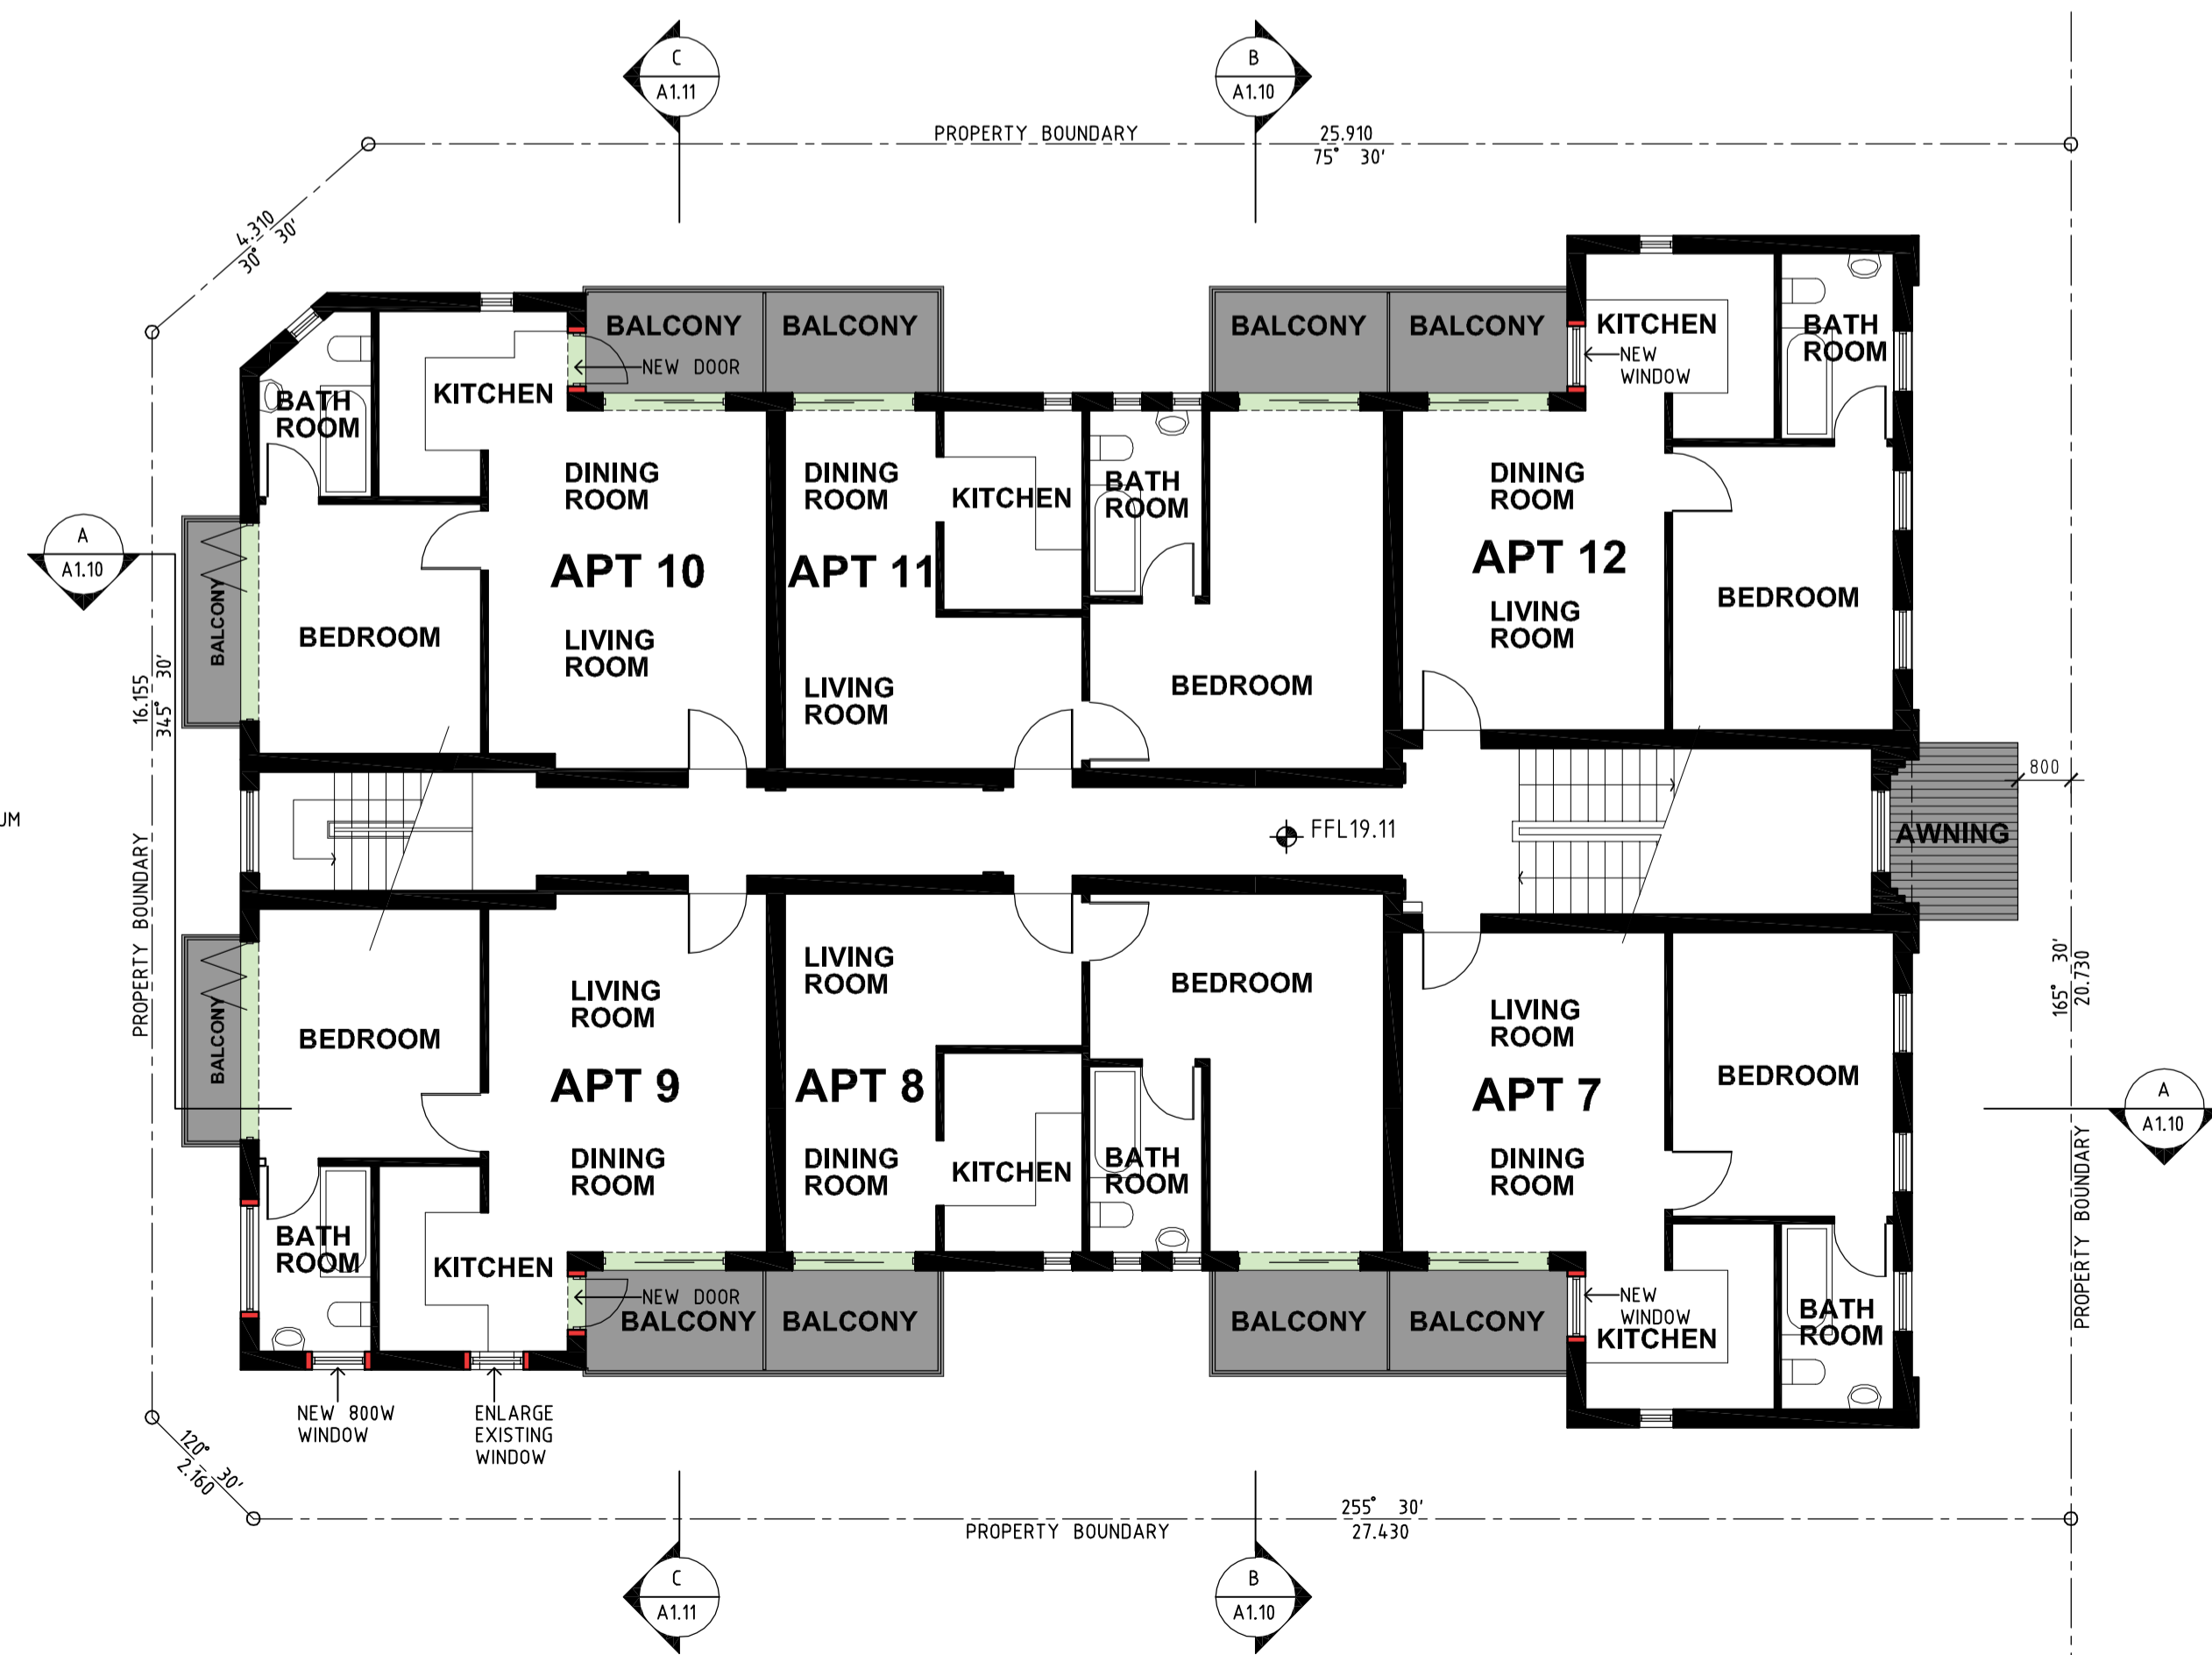 C
A1.11
B
A1.10
PROPERTY BOUNDARY
25.910
75° 30'
4.310
30° 30'
BALCONY
BALCONY
BALCONY
BALCONY
KITCHEN
BATH
ROOM
NEW DOOR
NEW
WINDOW
KITCHEN
BATH
ROOM
DINING
ROOM
DINING
ROOM
KITCHEN
BATH
ROOM
DINING
ROOM
A
A1.10
APT 10
APT 11
APT 12
BALCONY
BEDROOM
LIVING
ROOM
LIVING
ROOM
BEDROOM
LIVING
ROOM
BEDROOM
16.155
345° 30'
800
UM
FFL19.11
AWNING
PROPERTY BOUNDARY
BALCONY
BEDROOM
LIVING
ROOM
LIVING
ROOM
BEDROOM
LIVING
ROOM
BEDROOM
165° 30'
20.730
APT 9
APT 8
APT 7
A
A1.10
DINING
ROOM
DINING
ROOM
KITCHEN
BATH
ROOM
DINING
ROOM
PROPERTY BOUNDARY
BATH
ROOM
KITCHEN
NEW DOOR
BALCONY
BALCONY
BALCONY
BALCONY
NEW
WINDOW
KITCHEN
BATH
ROOM
NEW 800W
WINDOW
ENLARGE
EXISTING
WINDOW
120° 30'
2.160
255° 30'
PROPERTY BOUNDARY
27.430
C
A1.11
B
A1.10